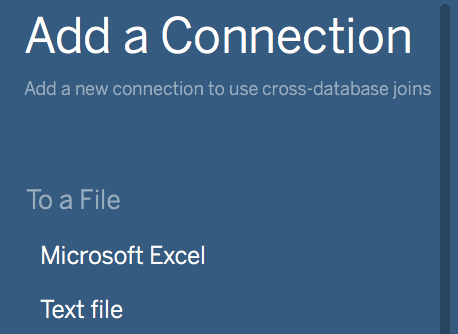 Add a Connection
Add a new connection to use cross-database joins
To a File
Microsoft Excel
Text file